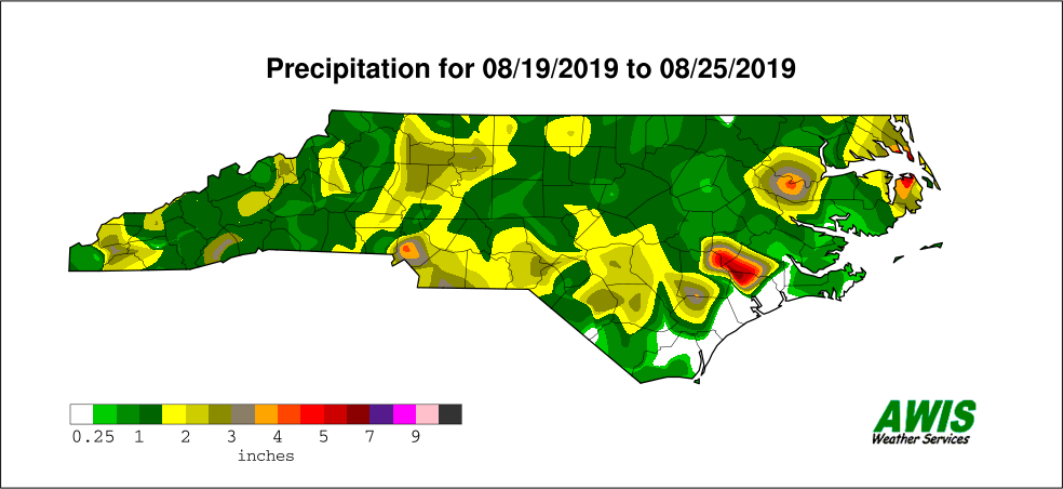 Precipitation for 08/19/2019 to 08/25/2019
0.25 1 2 3 4 5 7 9
inches
AWIS
Weather Services